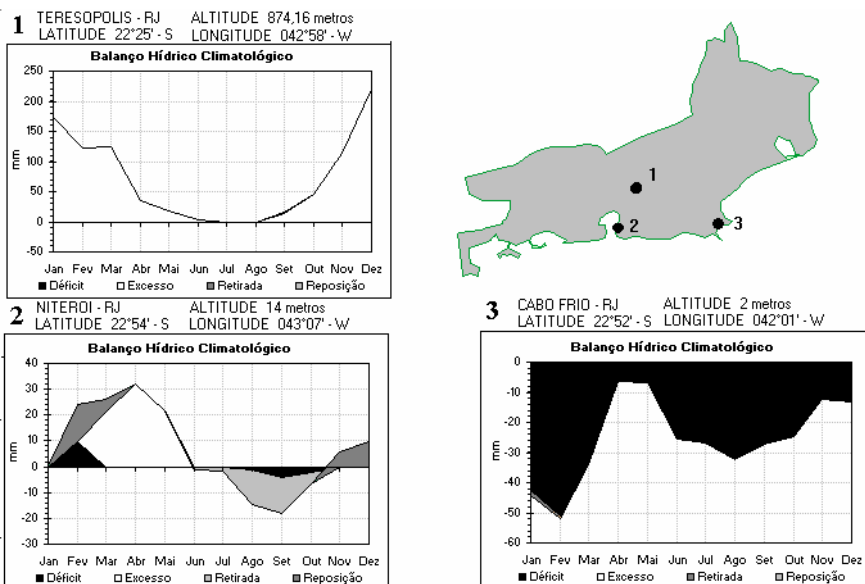 1 TERESOPOLIS - RJ ALTITUDE 874,16 metros
LATITUDE 22°25' - S LONGITUDE 042°58' - W
Balanço Hídrico Climatológico
250
200
150
100
50
0
-50
mm
Jan Fev Mar Abr Mai Jun Jul Ago Set Out Nov Dez
Déficit Excesso Retirada Reposição
1
2
3
2 NITEROI - RJ ALTITUDE 14 metros
LATITUDE 22°54' - S LONGITUDE 043°07' - W
Balanço Hídrico Climatológico
40
30
20
10
0
-10
-20
-30
mm
Jan Fev Mar Abr Mai Jun Jul Ago Set Out Nov Dez
Déficit Excesso Retirada Reposição
3 CABO FRIO - RJ ALTITUDE 2 metros
LATITUDE 22°52' - S LONGITUDE 042°01' - W
Balanço Hídrico Climatológico
0
-10
-20
-30
-40
-50
-60
mm
Jan Fev Mar Abr Mai Jun Jul Ago Set Out Nov Dez
Déficit Excesso Retirada Reposição